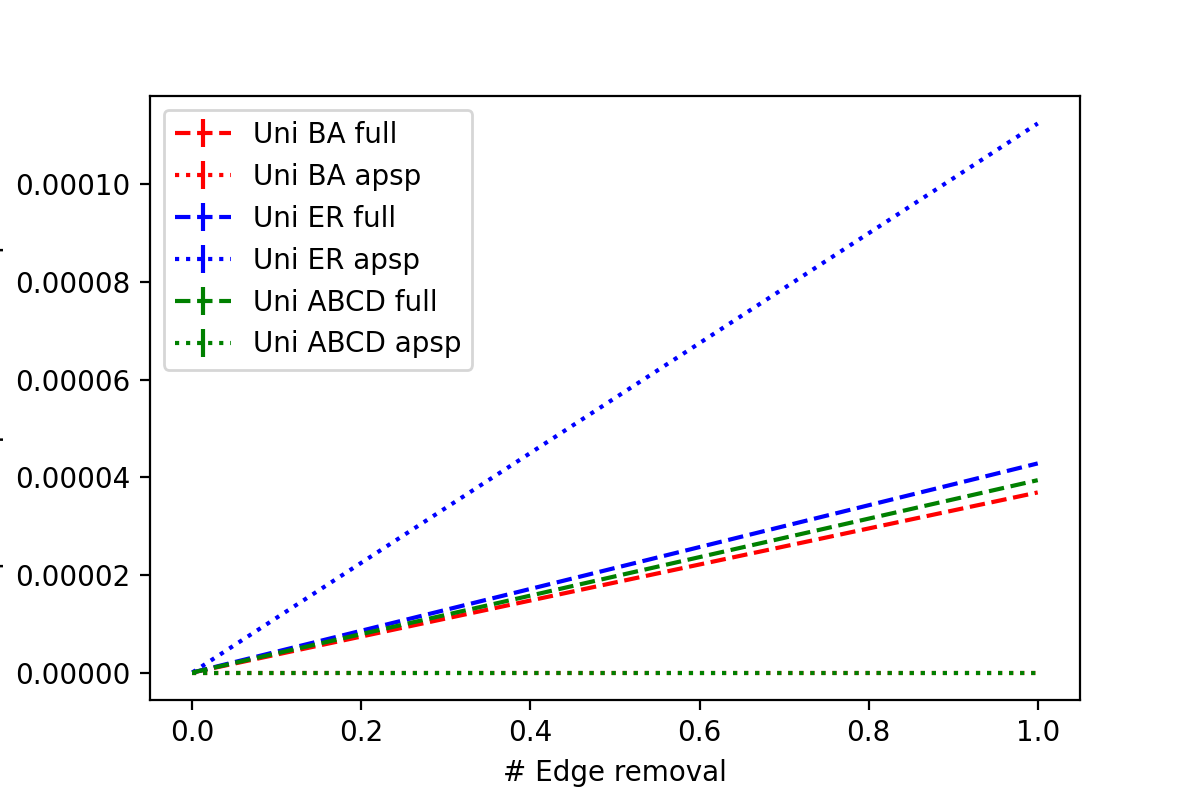 Uni BA full
Uni BA apsp
Uni ER full
Uni ER apsp
Uni ABCD full
Uni ABCD apsp
0.00010
0.00008
0.00006
0.00004
0.00002
0.00000
0.0 0.2 0.4 0.6 0.8 1.0
# Edge removal